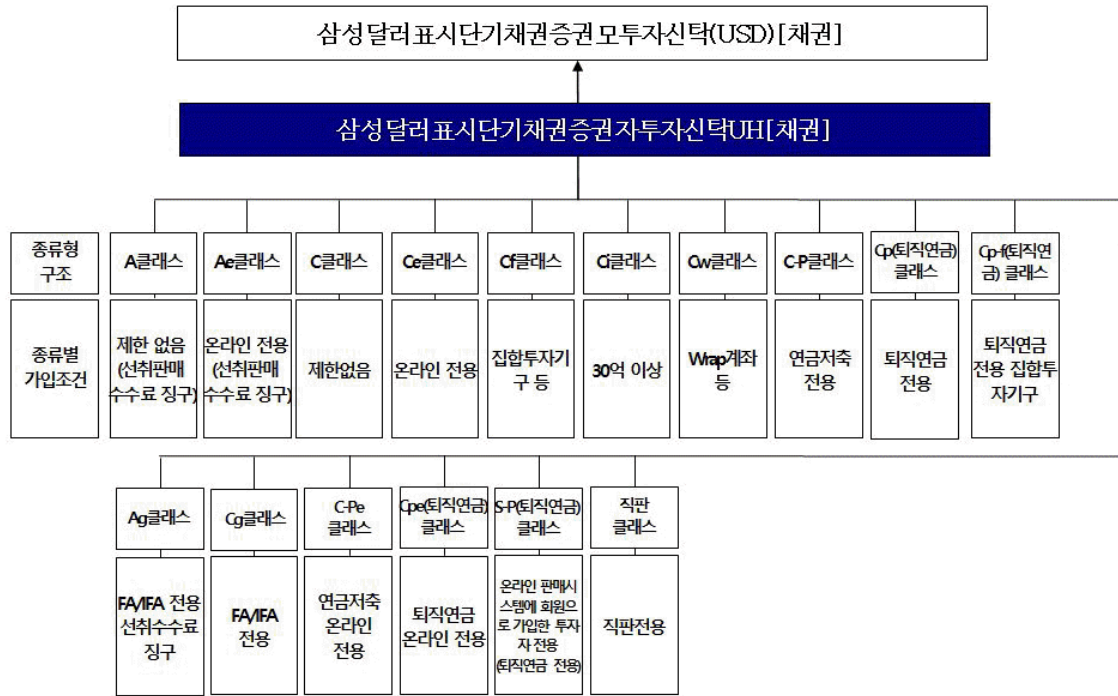 삼성달러표시단기채권증권모투자신탁(USD)[채권]
삼성달러표시단기채권증권자투자신탁UH[채권]
종류형
구조
A클래스
Ae클래스
C클래스
Ce클래스
Cf클래스
Ci클래스
Cw클래스
C-P클래스
Cp(퇴직연금)
클래스
Cp-f(퇴직연
금) 클래스
종류별
가입조건
제한 없음
(선취판매
수수료 징구)
온라인 전용
(선취판매
수수료 징구)
제한없음
온라인 전용
집합투자기
구 등
30억 이상
Wrap계좌
등
연금저축
전용
퇴직연금
전용
퇴직연금
전용 집합투
자기구
Ag클래스
Cg클래스
C-Pe
클래스
Cpe(퇴직연금)
클래스
S-P(퇴직연금)
클래스
직판
클래스
FA/IFA 전용
선취수수료
징구
FA/IFA
전용
연금저축
온라인
전용
퇴직연금
온라인 전용
온라인 판매시
스템에 회원으
로 가입한 투자
자 전용
(퇴직연금 전용)
직판전용